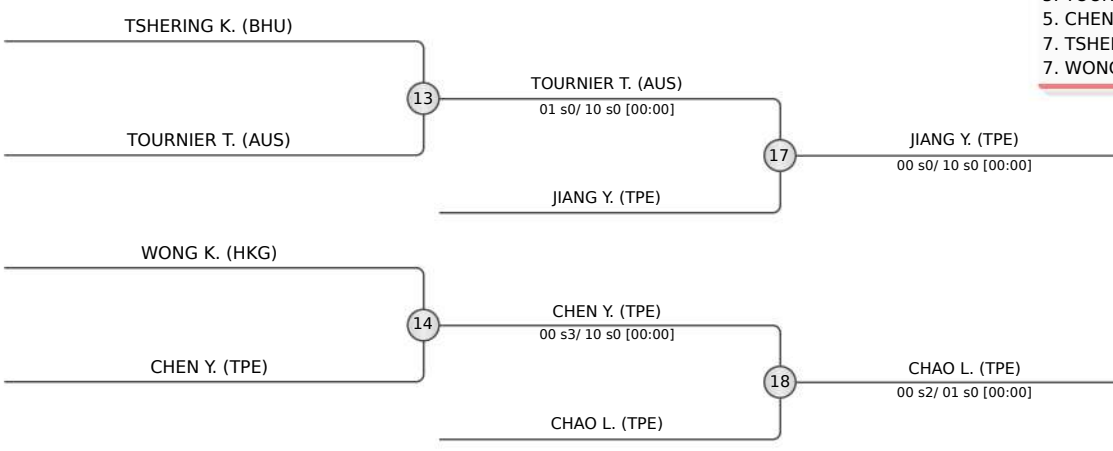 TSHERING K. (BHU)
13
TOURNIER T. (AUS)
TOURNIER T. (AUS)
01 s0/ 10 s0 [00:00]
17
JIANG Y. (TPE)
JIANG Y. (TPE)
00 s0/ 10 s0 [00:00]
WONG K. (HKG)
14
CHEN Y. (TPE)
CHEN Y. (TPE)
00 s3/ 10 s0 [00:00]
18
CHAO L. (TPE)
CHAO L. (TPE)
00 s2/ 01 s0 [00:00]
5. CHEN
7.
7.